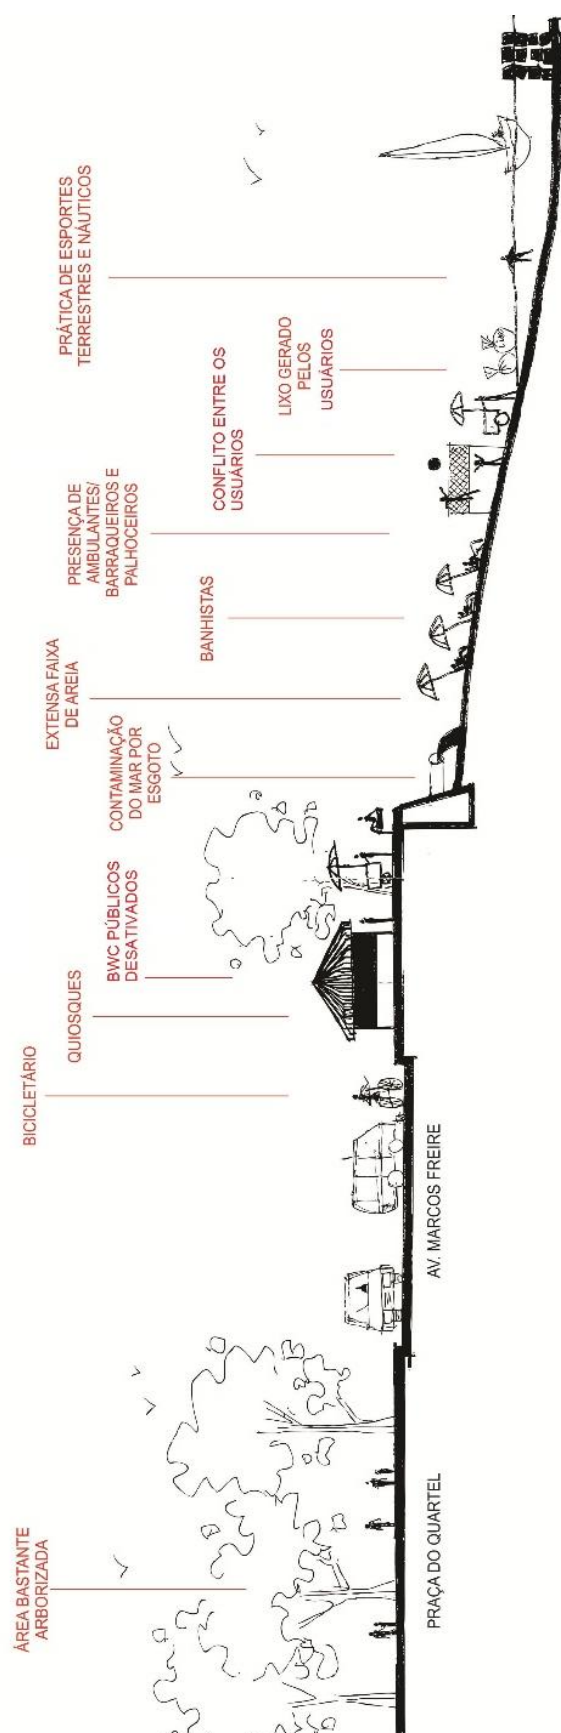 ÁREA BASTANTE
ARBORIZADA
BICICLETÁRIO
QUIOSQUES
BWC PÚBLICOS
DESATIVADOS
CONTAMINAÇÃO
DO MAR POR
ESGOTO
EXTENSA FAIXA
DE AREIA
BANHISTAS
PRESENÇA DE
AMBULANTES/
BARRAQUEIROS E
PALHOCEIROS
CONFLITO ENTRE OS
USUÁRIOS
LIXO GERADO
PELOS
USUÁRIOS
PRÁTICA DE ESPORTES
TERRESTRES E NÁUTICOS
PRAÇA DO QUARTEL
AV. MARCOS FREIRE